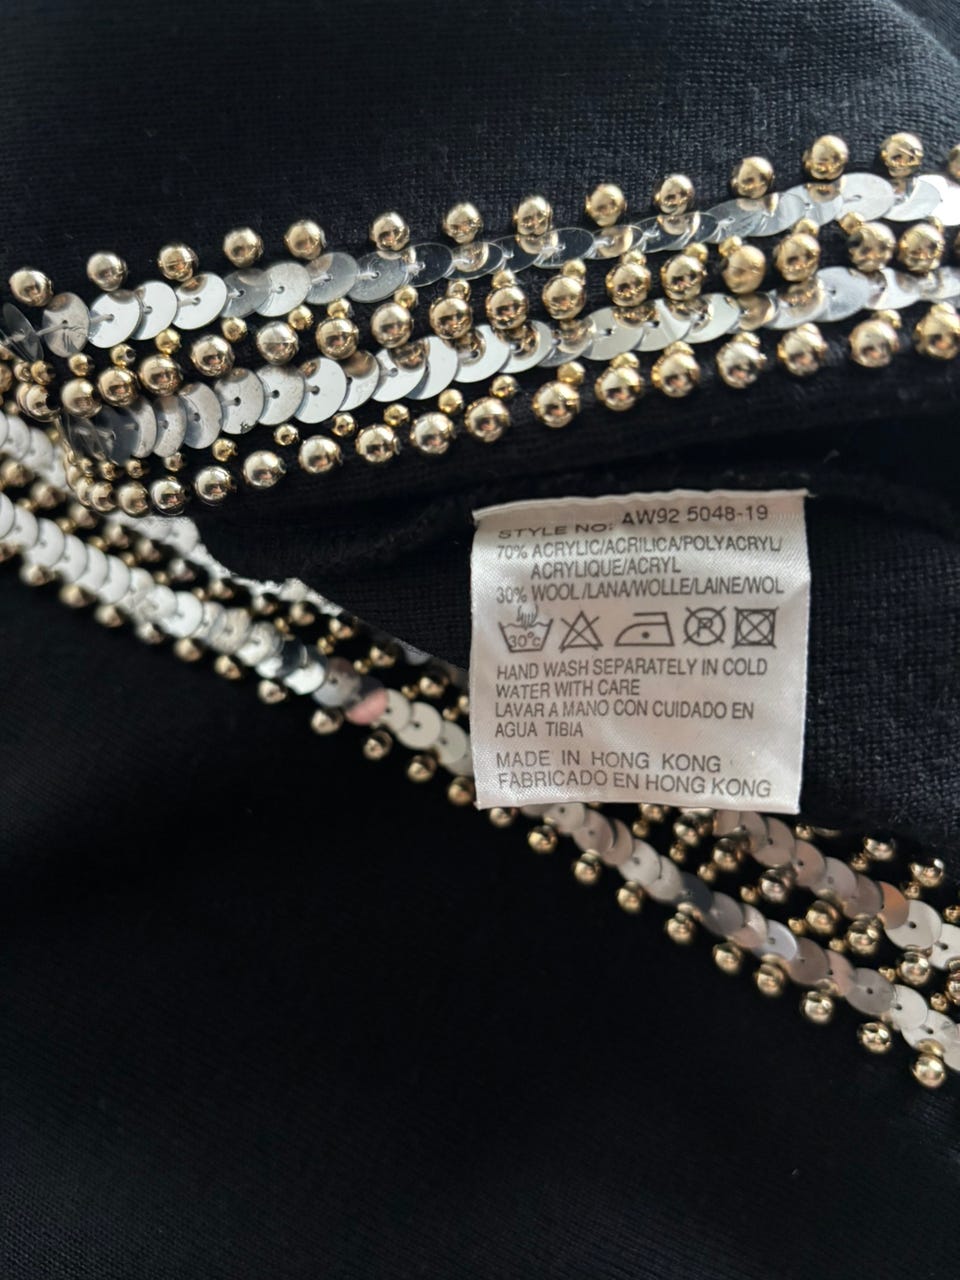 STYLE NO: AW92 5048-19
70% ACRYLIC/ACRILICA/POLYACRYL/
ACRYLIQUE/ACRYL
30% WOOL/LANA/WOLLE/LAINE/WOL
30°C
HAND WASH SEPARATELY IN COLD
WATER WITH CARE
LAVAR A MANO CON CUIDADO EN
AGUA TIBIA
MADE IN HONG KONG
FABRICADO EN HONG KONG